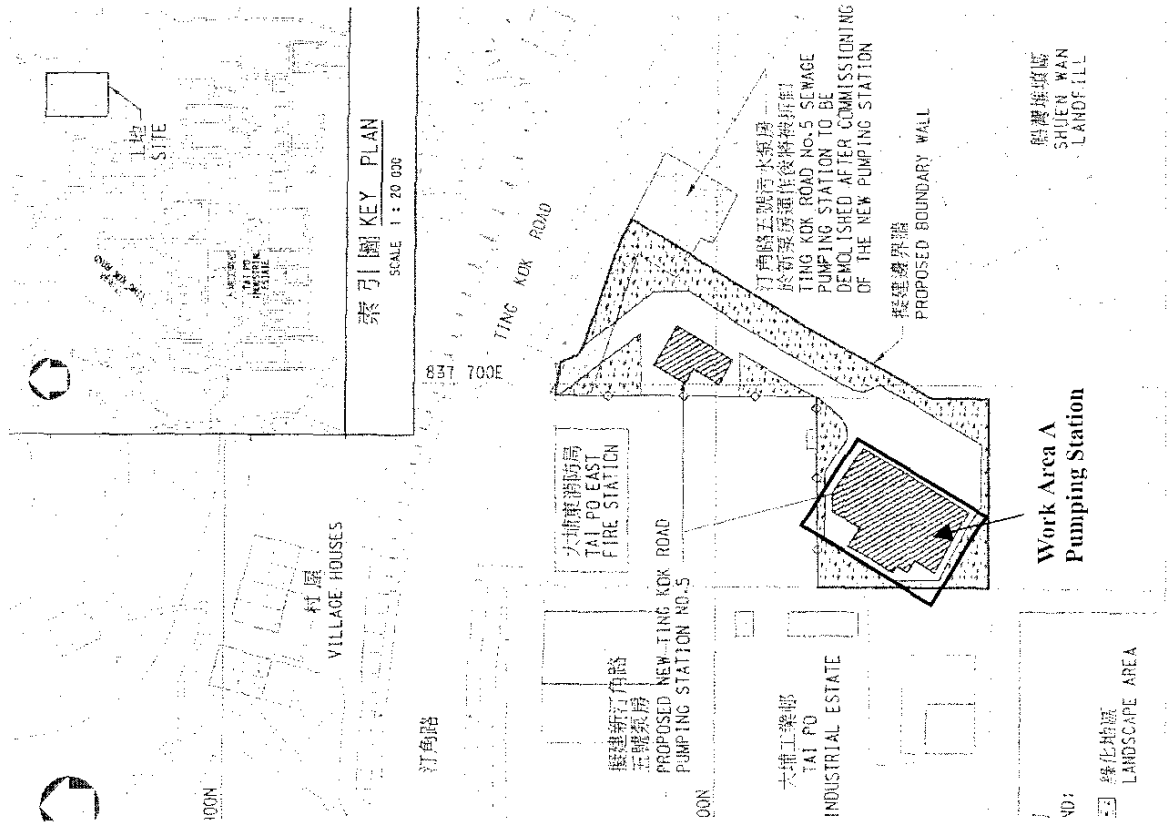 工地
SITE
TING KOK ROAD
TAI PO
INDUSTRIAL
ESTATE
索引圖 KEY PLAN
SCALE 1 : 20 000
837 700E
TING KOK ROAD
村屋
VILLAGE HOUSES
汀角路
大埔東消防局
TAI PO EAST
FIRE STATION
擬建新汀角路
五號泵房
PROPOSED NEW TING KOK ROAD
PUMPING STATION NO.5
汀角路五號污水泵房
於新泵房運作後將被拆卸
TING KOK ROAD No.5 SEWAGE
PUMPING STATION TO BE
DEMOLISHED AFTER COMMISSIONING
OF THE NEW PUMPING STATION
擬建邊界牆
PROPOSED BOUNDARY WALL
船灣堆填區
SHUEN WAN
LANDFILL
大埔工業邨
TAI PO
INDUSTRIAL ESTATE
Work Area A
Pumping Station
00N
00N
ND:
綠化地區
LANDSCAPE AREA